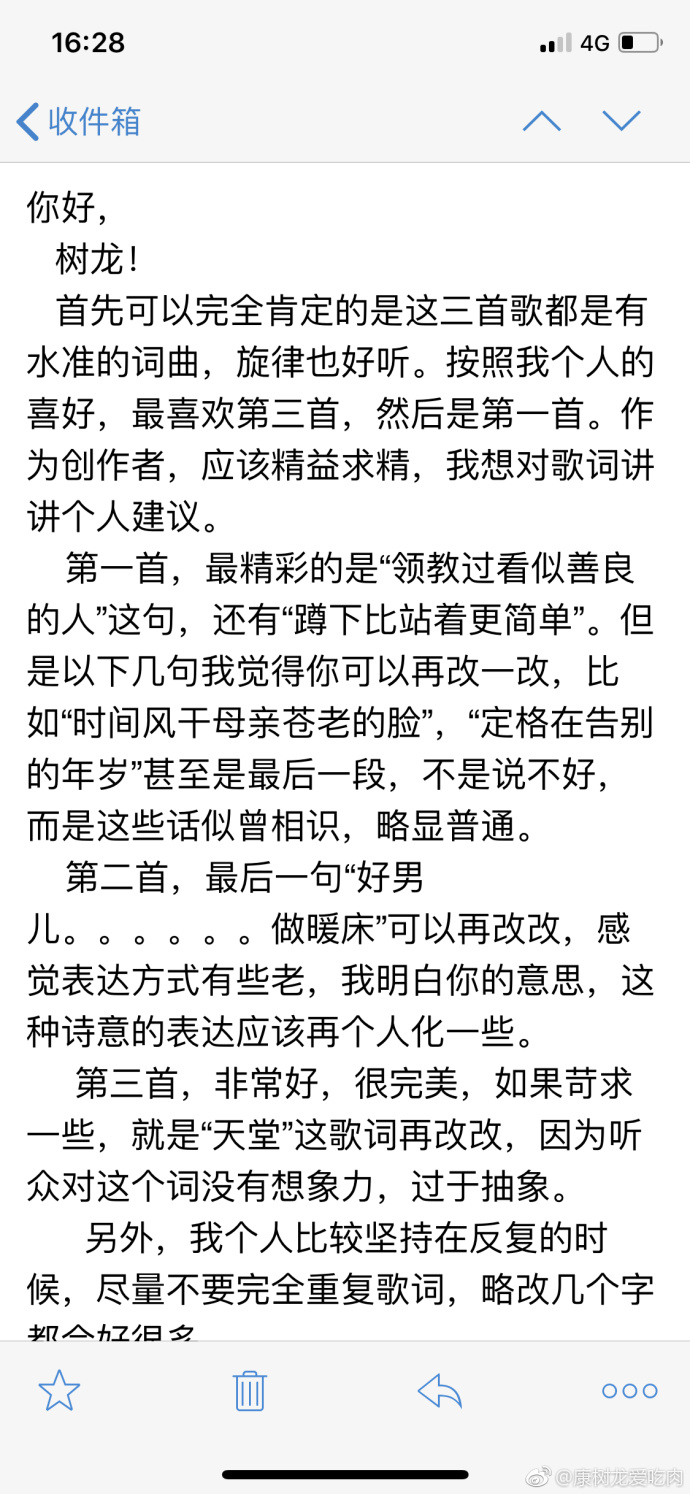 16:28 4G
收件箱
你好，
树龙！
首先可以完全肯定的是这三首歌都是有
水准的词曲，旋律也好听。按照我个人的
喜好，最喜欢第三首，然后是第一首。作
为创作者，应该精益求精，我想对歌词讲
讲个人建议。
第一首，最精彩的是“领教过看似善良
的人”这句，还有“蹲下比站着更简单”。但
是以下几句我觉得你可以再改一改，比
如“时间风干母亲苍老的脸”，“定格在告别
的年岁”甚至是最后一段，不是说不好，
而是这些话似曾相识，略显普通。
第二首，最后一句“好男
儿。。。。。。做暖床”可以再改改，感
觉表达方式有些老，我明白你的意思，这
种诗意的表达应该再个人化一些。
第三首，非常好，很完美，如果苛求
一些，就是“天堂”这歌词再改改，因为听
众对这个词没有想象力，过于抽象。
另外，我个人比较坚持在反复的时
候，尽量不要完全重复歌词，略改几个字
都会好很多
@康树龙爱吃肉